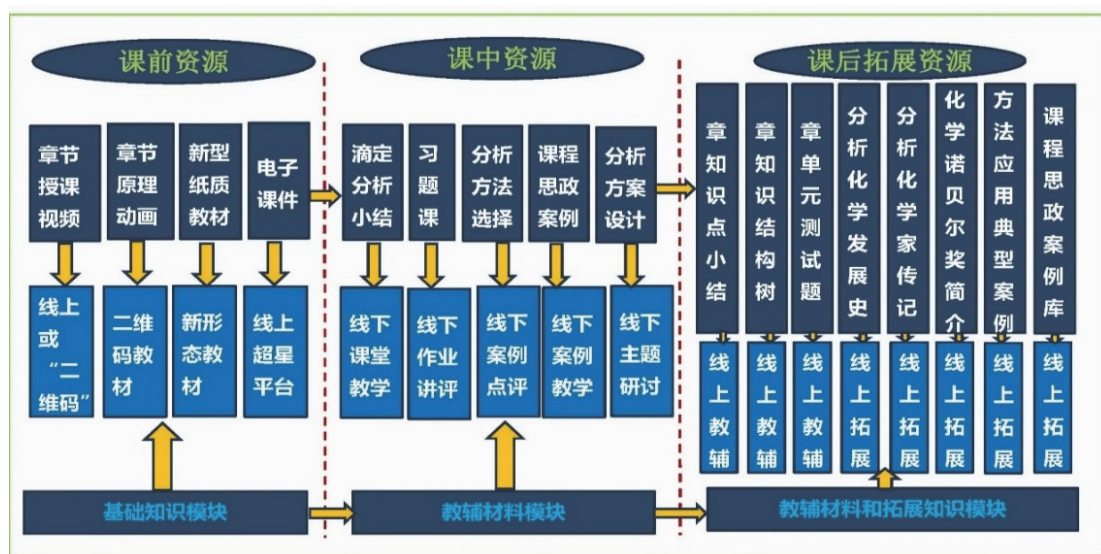 课前资源
课中资源
课后拓展资源
章节
授课
视频
章节
原理
动画
新型
纸质
教材
电子
课件
滴定
分析
小结
习
题
课
分析
方法
选择
课程
思政
案例
分析
方案
设计
章知识点小结
章知识结构树
章单元测试题
分析化学发展史
分析化学家传记
化学诺贝尔奖简介
方法应用典型案例
课程思政案例库
线上
或
“二
维码”
二维
码教
材
新形
态教
材
线上
超星
平台
线下
课堂
教学
线下
作业
讲评
线下
案例
点评
线下
案例
教学
线下
主题
研讨
线上教辅
线上教辅
线上教辅
线上拓展
线上拓展
线上拓展
线上拓展
线上拓展
基础知识模块
教辅材料模块
教辅材料和拓展知识模块